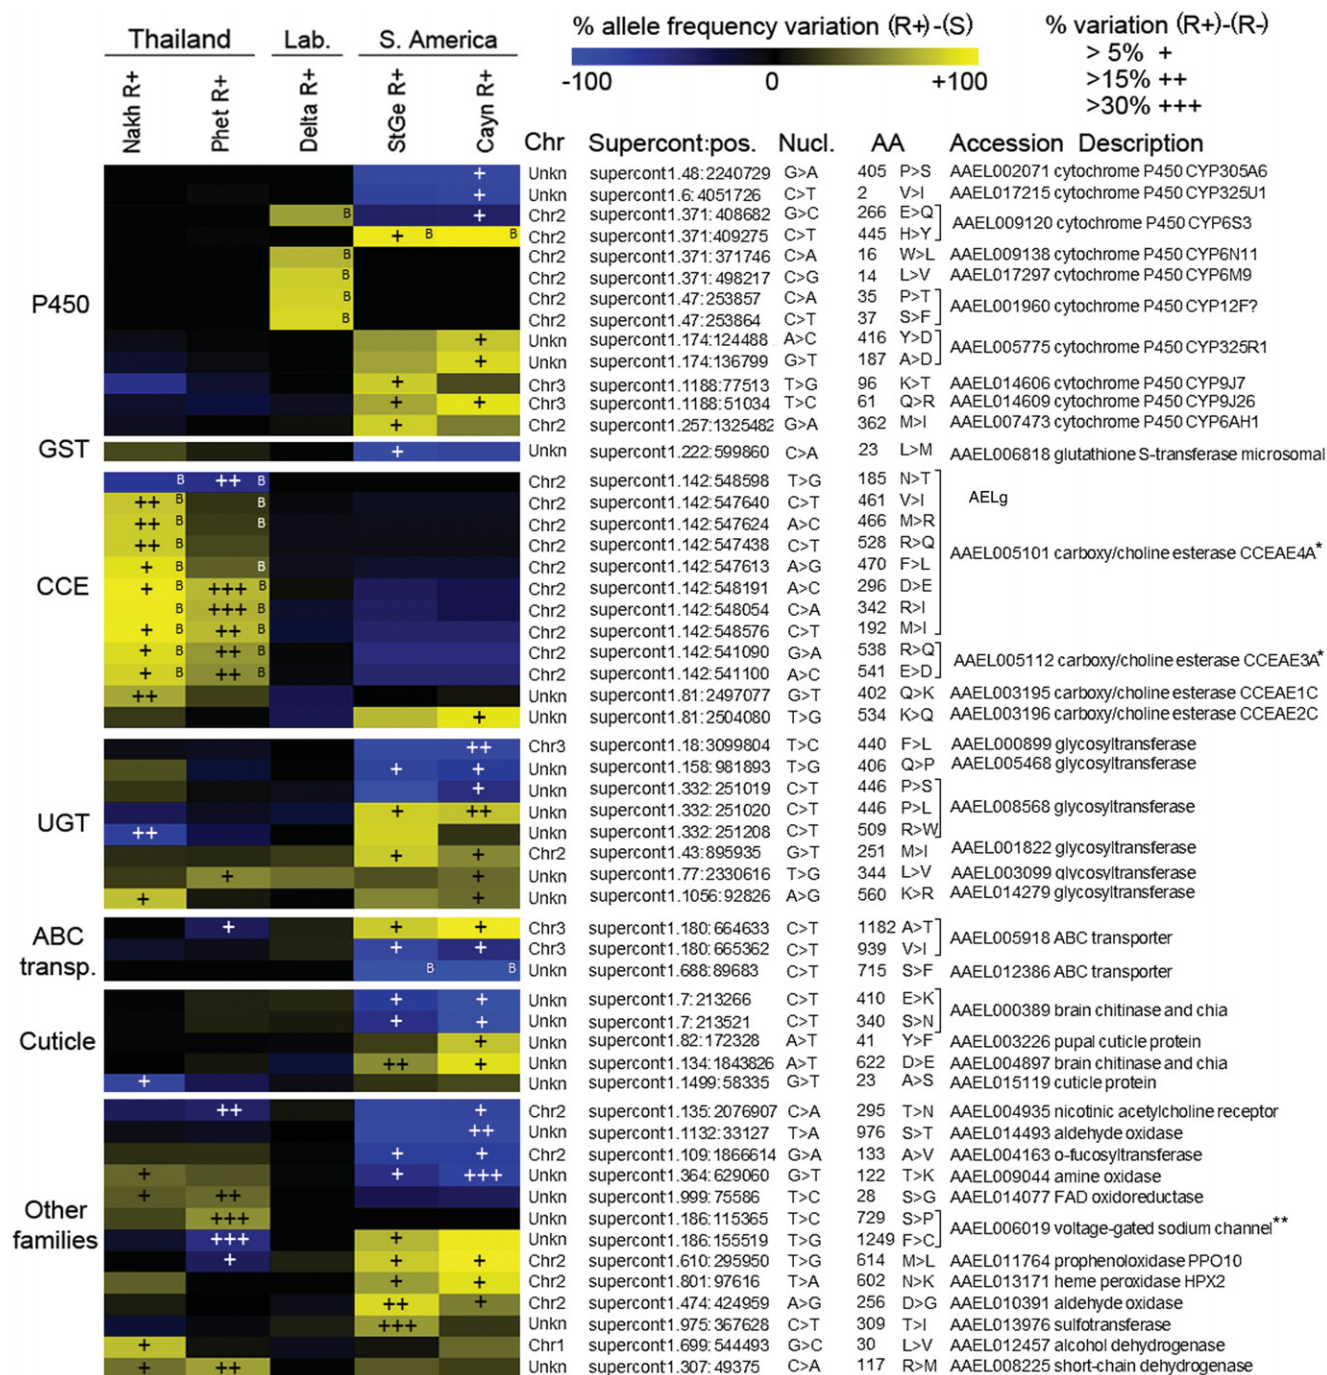 Thailand Lab. S. America
Nakh R+ Phet R+ Delta R+ StGe R+ Cayn R+
% allele frequency variation (R+)-(S)
-100 0 +100
% variation (R+)-(R-)
> 5% +
>15% ++
>30% +++
Chr Supercont:pos. Nucl. AA Accession Description
P450
+ Unkn supercont1.48:2240729 G>A 405 P>S AAEL002071 cytochrome P450 CYP305A6
+ Unkn supercont1.6:4051726 C>T 2 V>I AAEL017215 cytochrome P450 CYP325U1
B + Chr2 supercont1.371:408682 G>C 266 E>Q
AAEL009120 cytochrome P450 CYP6S3
+ B B Chr2 supercont1.371:409275 C>T 445 H>Y
B Chr2 supercont1.371:371746 C>A 16 W>L AAEL009138 cytochrome P450 CYP6N11
B Chr2 supercont1.371:498217 C>G 14 L>V AAEL017297 cytochrome P450 CYP6M9
B Chr2 supercont1.47:253857 C>A 35 P>T
AAEL001960 cytochrome P450 CYP12F?
B Chr2 supercont1.47:253864 C>T 37 S>F
+ Unkn supercont1.174:124488 A>C 416 Y>D
AAEL005775 cytochrome P450 CYP325R1
+ Unkn supercont1.174:136799 G>T 187 A>D
+ Chr3 supercont1.1188:77513 T>G 96 K>T AAEL014606 cytochrome P450 CYP9J7
+ + Chr3 supercont1.1188:51034 T>C 61 Q>R AAEL014609 cytochrome P450 CYP9J26
+ Chr2 supercont1.257:1325482 G>A 362 M>I AAEL007473 cytochrome P450 CYP6AH1
GST
+ Unkn supercont1.222:599860 C>A 23 L>M AAEL006818 glutathione S-transferase microsomal
CCE
B ++ B Chr2 supercont1.142:548598 T>G 185 N>T
AELg
++ B B Chr2 supercont1.142:547640 C>T 461 V>I
++ B B Chr2 supercont1.142:547624 A>C 466 M>R
++ B Chr2 supercont1.142:547438 C>T 528 R>Q
AAEL005101 carboxy/choline esterase CCEAE4A*
+ B B Chr2 supercont1.142:547613 A>G 470 F>L
+ B +++ B Chr2 supercont1.142:548191 A>C 296 D>E
B +++ B Chr2 supercont1.142:548054 C>A 342 R>I
+ B ++ B Chr2 supercont1.142:548576 C>T 192 M>I
+ B ++ B Chr2 supercont1.142:541090 G>A 538 R>Q
AAEL005112 carboxy/choline esterase CCEAE3A*
+ B ++ B Chr2 supercont1.142:541100 A>C 541 E>D
++ Unkn supercont1.81:2497077 G>T 402 Q>K AAEL003195 carboxy/choline esterase CCEAE1C
+ Unkn supercont1.81:2504080 T>G 534 K>Q AAEL003196 carboxy/choline esterase CCEAE2C
UGT
++ Chr3 supercont1.18:3099804 T>C 440 F>L AAEL000899 glycosyltransferase
+ + Unkn supercont1.158:981893 T>G 406 Q>P AAEL005468 glycosyltransferase
+ Unkn supercont1.332:251019 C>T 446 P>S
+ ++ Unkn supercont1.332:251020 C>T 446 P>L AAEL008568 glycosyltransferase
++ Unkn supercont1.332:251208 C>T 509 R>W
+ + Chr2 supercont1.43:895935 G>T 251 M>I AAEL001822 glycosyltransferase
+ + Unkn supercont1.77:2330616 T>G 344 L>V AAEL003099 glycosyltransferase
+ + Unkn supercont1.1056:92826 A>G 560 K>R AAEL014279 glycosyltransferase
ABC
transp.
+ + + Chr3 supercont1.180:664633 C>T 1182 A>T
AAEL005918 ABC transporter
+ + Chr3 supercont1.180:665362 C>T 939 V>I
B B Unkn supercont1.688:89683 C>T 715 S>F AAEL012386 ABC transporter
Cuticle
+ + Unkn supercont1.7:213266 C>T 410 E>K
AAEL000389 brain chitinase and chia
+ + Unkn supercont1.7:213521 C>T 340 S>N
+ Unkn supercont1.82:172328 A>T 41 Y>F AAEL003226 pupal cuticle protein
++ + Unkn supercont1.134:1843826 A>T 622 D>E AAEL004897 brain chitinase and chia
+ Unkn supercont1.1499:58335 G>T 23 A>S AAEL015119 cuticle protein
Other
families
++ + Chr2 supercont1.135:2076907 C>A 295 T>N AAEL004935 nicotinic acetylcholine receptor
++ Unkn supercont1.1132:33127 T>A 976 S>T AAEL014493 aldehyde oxidase
+ + Chr2 supercont1.109:1866614 G>A 133 A>V AAEL004163 o-fucosyltransferase
+ + +++ Unkn supercont1.364:629060 G>T 122 T>K AAEL009044 amine oxidase
+ ++ Unkn supercont1.999:75586 T>C 28 S>G AAEL014077 FAD oxidoreductase
+++ Unkn supercont1.186:115365 T>C 729 S>P
AAEL006019 voltage-gated sodium channel**
+++ + Unkn supercont1.186:155519 T>G 1249 F>C
+ + + Chr2 supercont1.610:295950 T>G 614 M>L AAEL011764 prophenoloxidase PPO10
+ + Chr2 supercont1.801:97616 T>A 602 N>K AAEL013171 heme peroxidase HPX2
++ + Chr2 supercont1.474:424959 A>G 256 D>G AAEL010391 aldehyde oxidase
+++ Unkn supercont1.975:367628 C>T 309 T>I AAEL013976 sulfotransferase
+ Chr1 supercont1.699:544493 G>C 30 L>V AAEL012457 alcohol dehydrogenase
+ ++ Unkn supercont1.307:49375 C>A 117 R>M AAEL008225 short-chain dehydrogenase